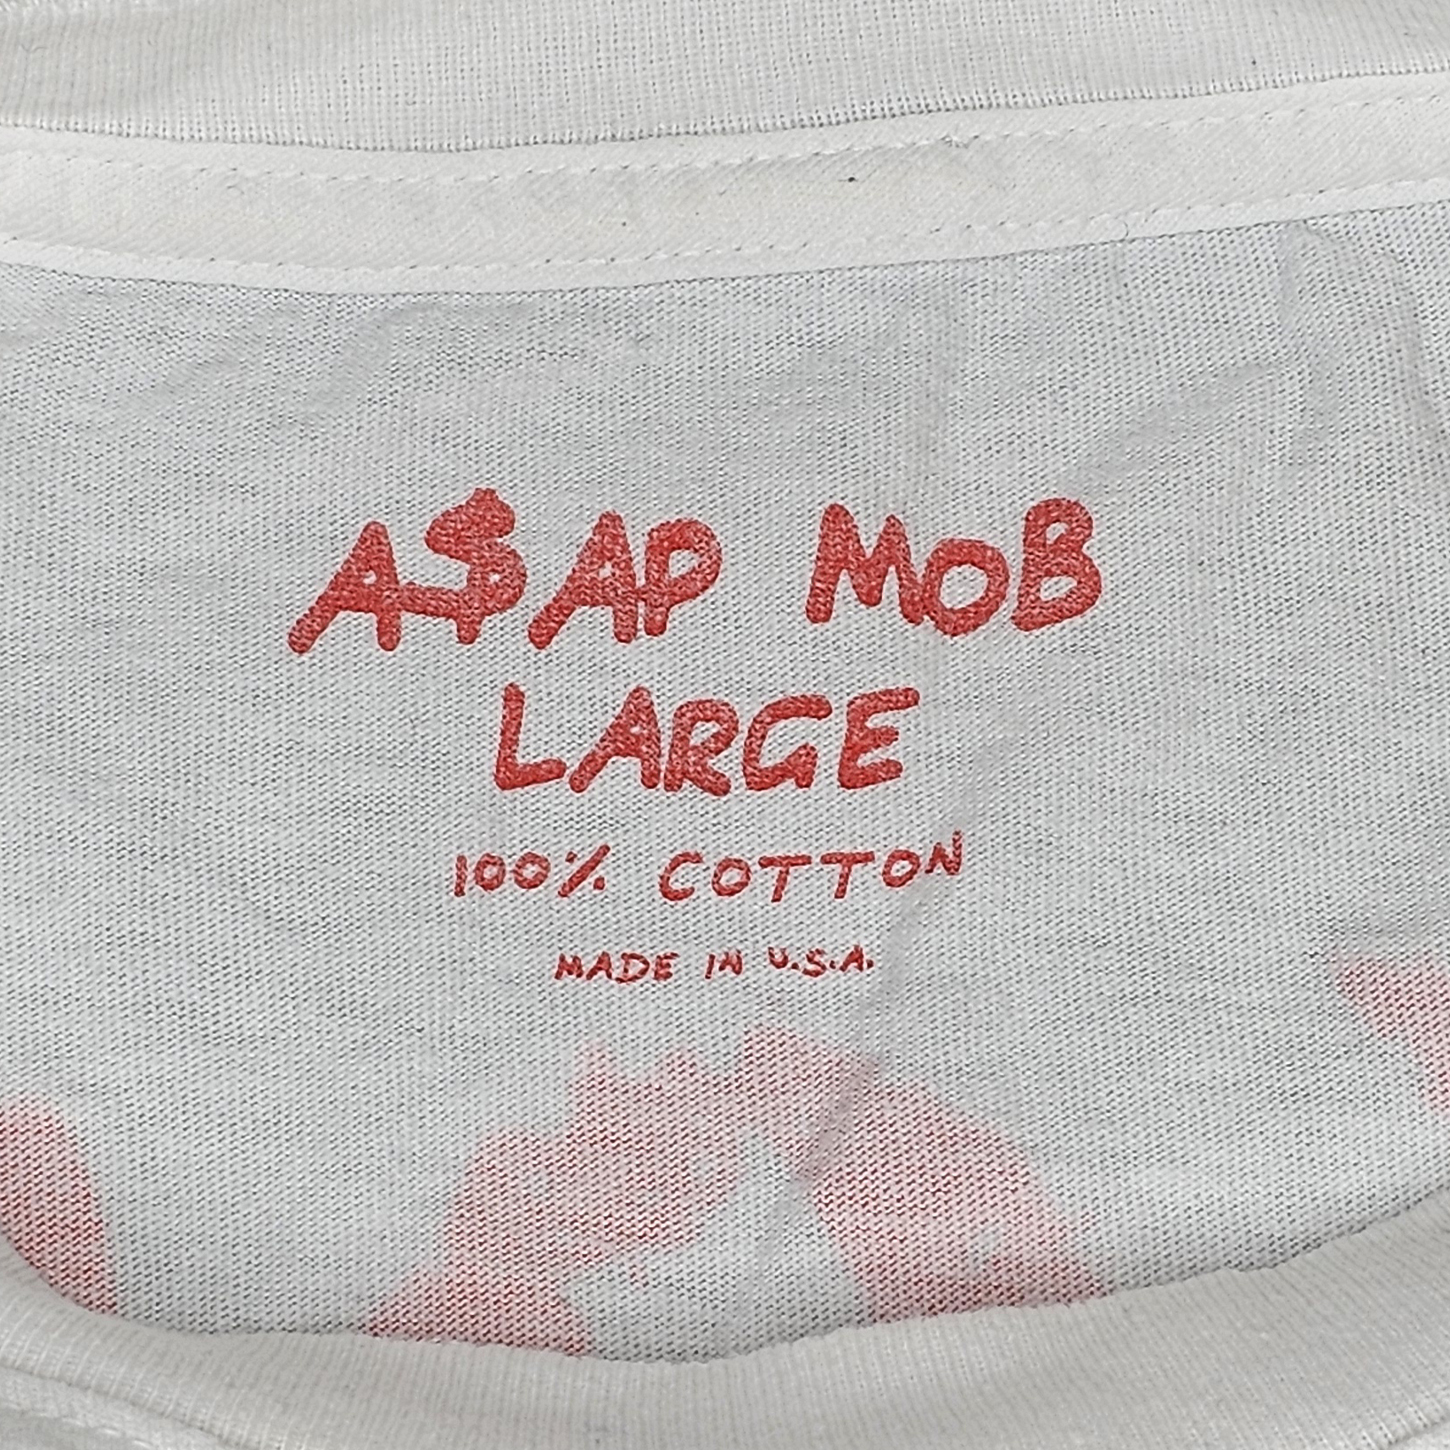 A$AP MOB
LARGE
100% COTTON
MADE IN U.S.A.